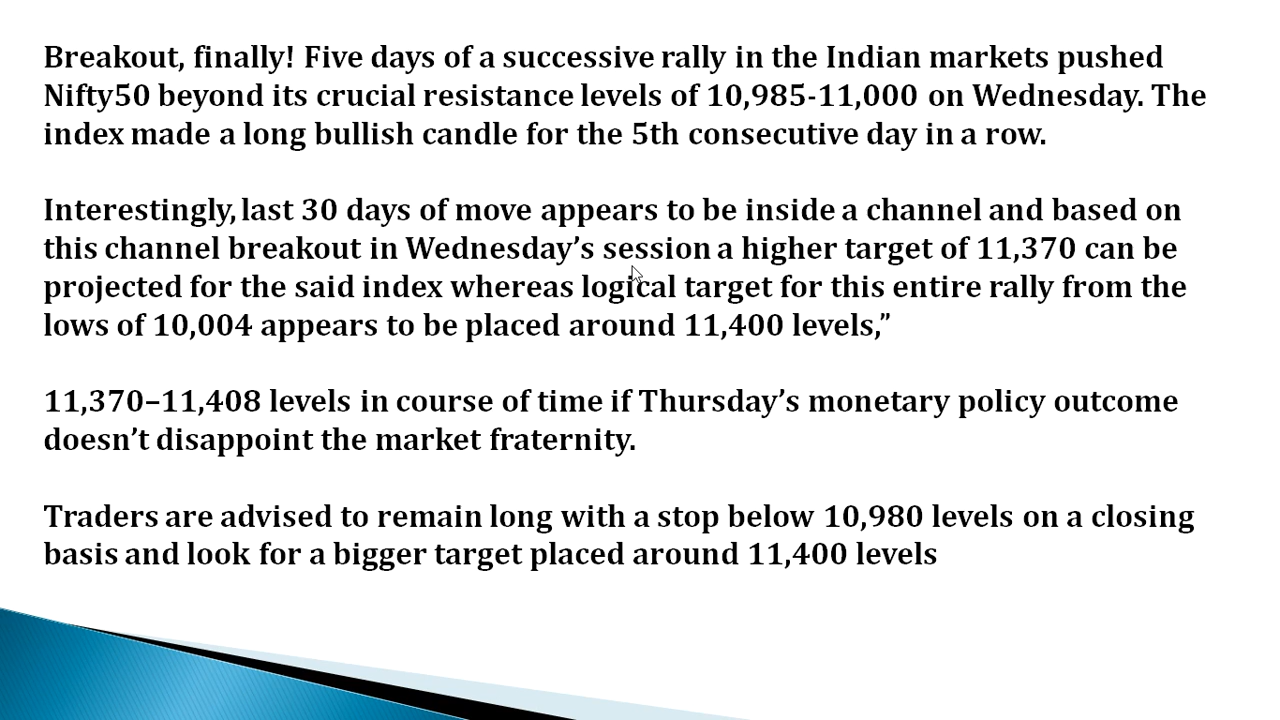 Breakout, finally! Five days of a successive rally in the Indian markets pushed
Nifty50 beyond its crucial resistance levels of 10,985-11,000 on Wednesday. The
index made a long bullish candle for the 5th consecutive day in a row.
Interestingly, last 30 days of move appears to be inside a channel and based on
this channel breakout in Wednesday’s session a higher target of 11,370 can be
projected for the said index whereas logical target for this entire rally from the
lows of 10,004 appears to be placed around 11,400 levels,”
11,370–11,408 levels in course of time if Thursday’s monetary policy outcome
doesn’t disappoint the market fraternity.
Traders are advised to remain long with a stop below 10,980 levels on a closing
basis and look for a bigger target placed around 11,400 levels